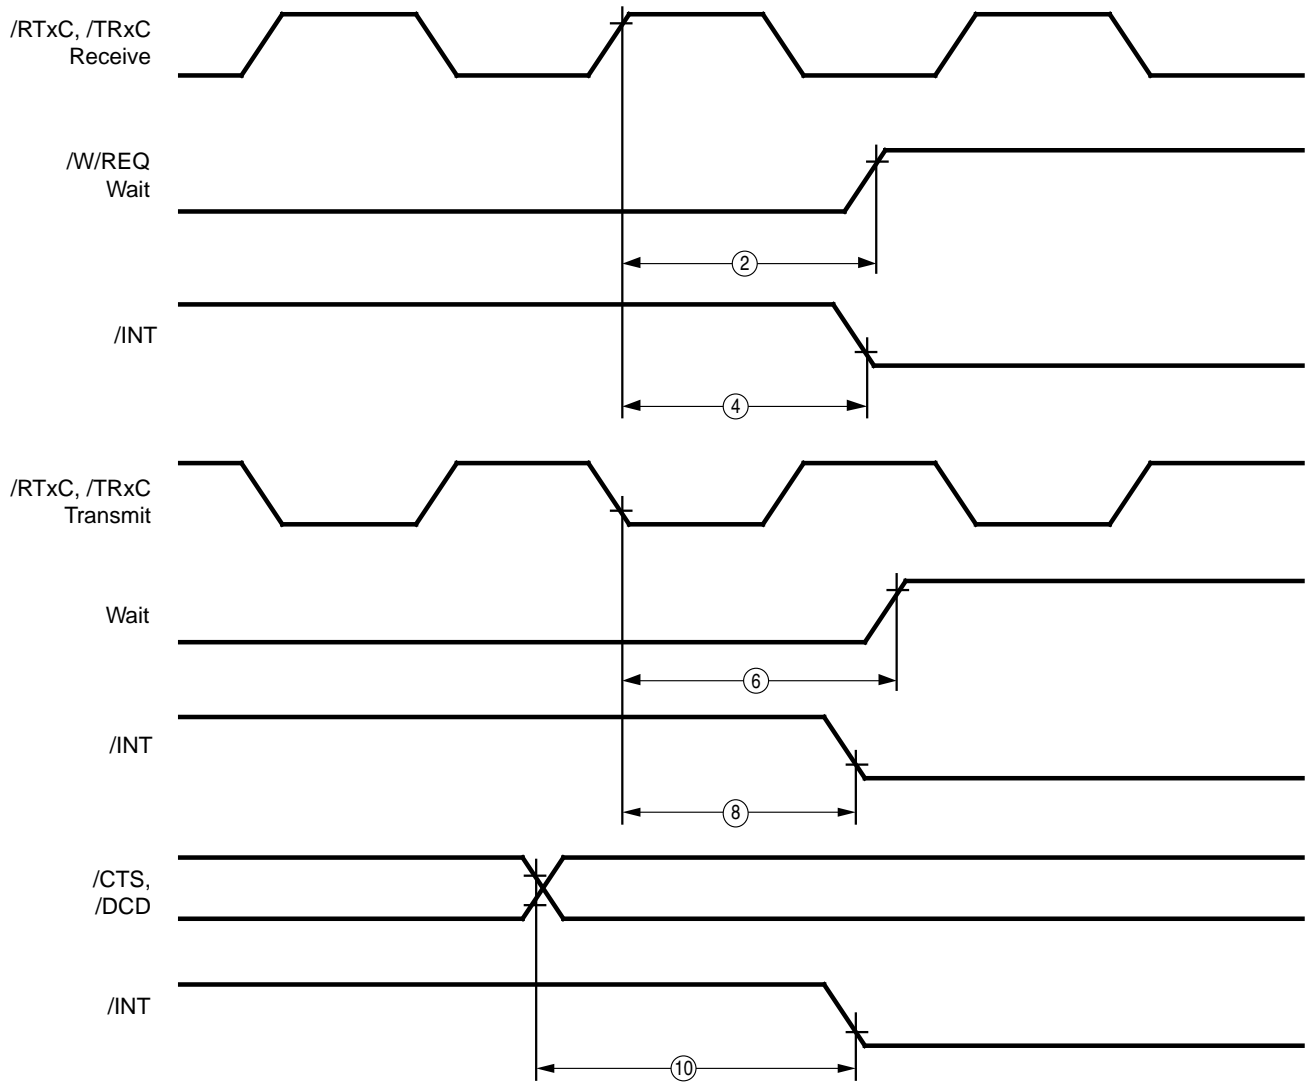 /RTxC, /TRxC
Receive
/W/REQ
Wait
2
/INT
4
/RTxC, /TRxC
Transmit
Wait
6
/INT
8
/CTS,
/DCD
/INT
10